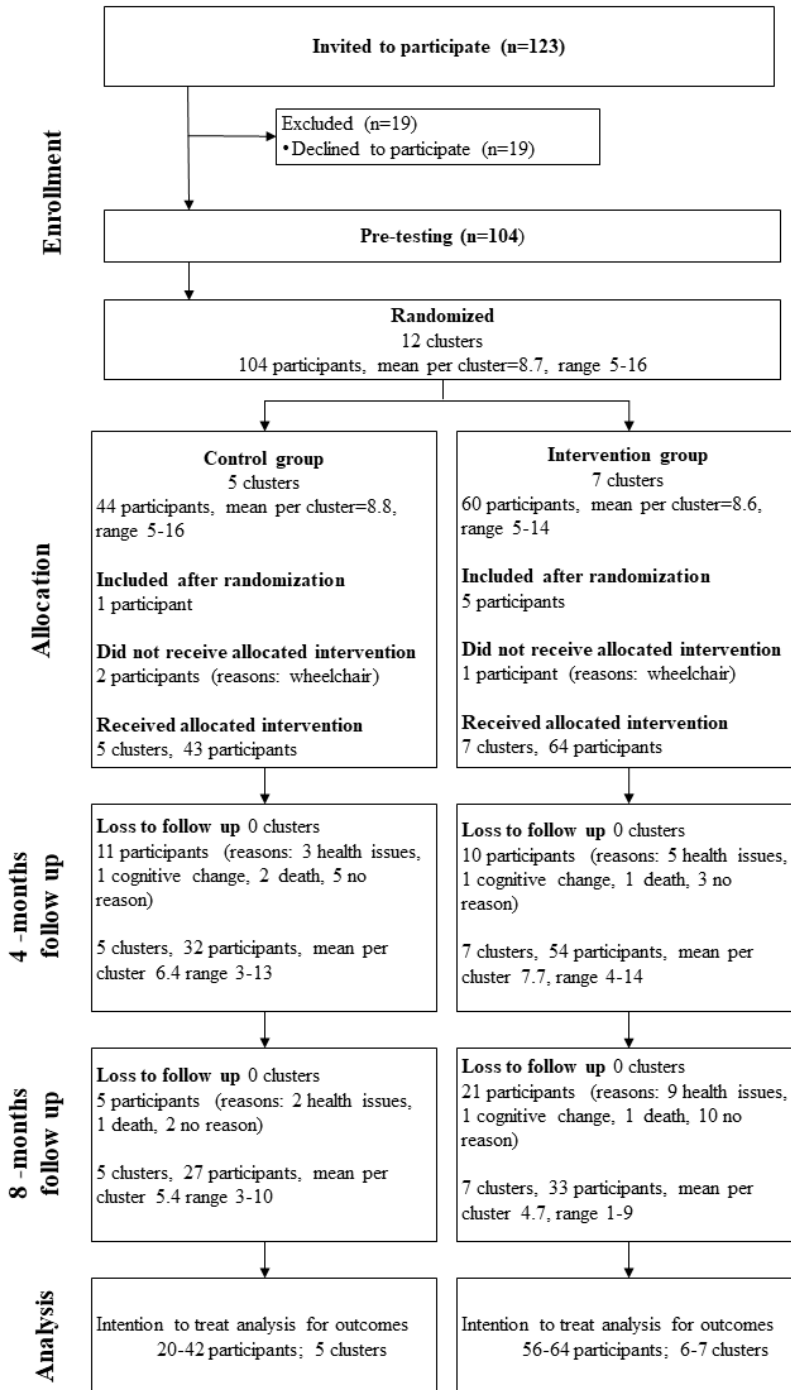 Enrollment
Invited to participate (n=123)
Excluded (n=19)
•Declined to participate (n=19)
Pre-testing (n=104)
Randomized
12 clusters
104 participants, mean per cluster=8.7, range 5-16
Allocation
Control group
5 clusters
44 participants, mean per cluster=8.8,
range 5-16
Included after randomization
1 participant
Did not receive allocated intervention
2 participants (reasons: wheelchair)
Received allocated intervention
5 clusters, 43 participants
Intervention group
7 clusters
60 participants, mean per cluster=8.6,
range 5-14
Included after randomization
5 participants
Did not receive allocated intervention
1 participant (reasons: wheelchair)
Received allocated intervention
7 clusters, 64 participants
4 -months
follow up
Loss to follow up 0 clusters
11 participants (reasons: 3 health issues,
1 cognitive change, 2 death, 5 no
reason)
5 clusters, 32 participants, mean per
cluster 6.4 range 3-13
Loss to follow up 0 clusters
10 participants (reasons: 5 health issues,
1 cognitive change, 1 death, 3 no
reason)
7 clusters, 54 participants, mean per
cluster 7.7, range 4-14
8 -months
follow up
Loss to follow up 0 clusters
5 participants (reasons: 2 health issues,
1 death, 2 no reason)
5 clusters, 27 participants, mean per
cluster 5.4 range 3-10
Loss to follow up 0 clusters
21 participants (reasons: 9 health issues,
1 cognitive change, 1 death, 10 no
reason)
7 clusters, 33 participants, mean per
cluster 4.7, range 1-9
Analysis
Intention to treat analysis for outcomes
20-42 participants; 5 clusters
Intention to treat analysis for outcomes
56-64 participants; 6-7 clusters